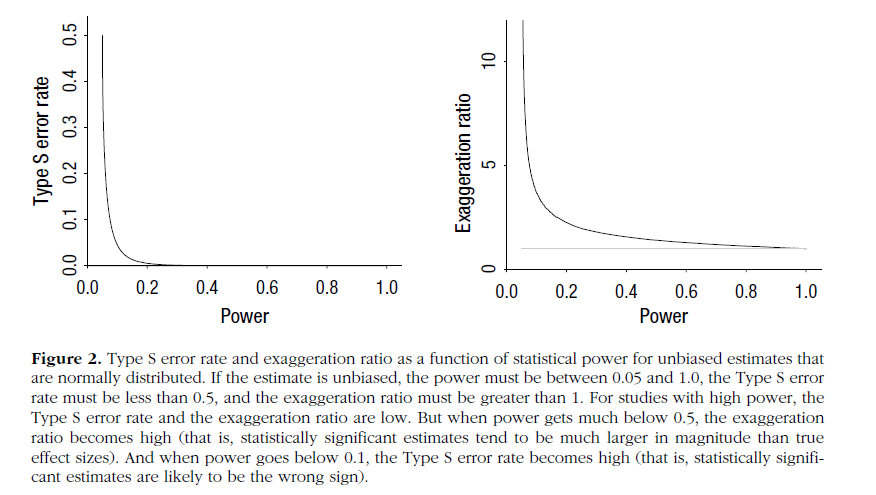 Type S error rate
0.5
0.4
0.3
0.2
0.1
0.0
0.0 0.2 0.4 0.6 0.8 1.0
Power
Exaggeration ratio
10
5
0
0.0 0.2 0.4 0.6 0.8 1.0
Power
Figure 2. Type S error rate and exaggeration ratio as a function of statistical power for unbiased estimates that
are normally distributed. If the estimate is unbiased, the power must be between 0.05 and 1.0, the Type S error
rate must be less than 0.5, and the exaggeration ratio must be greater than 1. For studies with high power, the
Type S error rate and the exaggeration ratio are low. But when power gets much below 0.5, the exaggeration
ratio becomes high (that is, statistically significant estimates tend to be much larger in magnitude than true
effect sizes). And when power goes below 0.1, the Type S error rate becomes high (that is, statistically signifi-
cant estimates are likely to be the wrong sign).